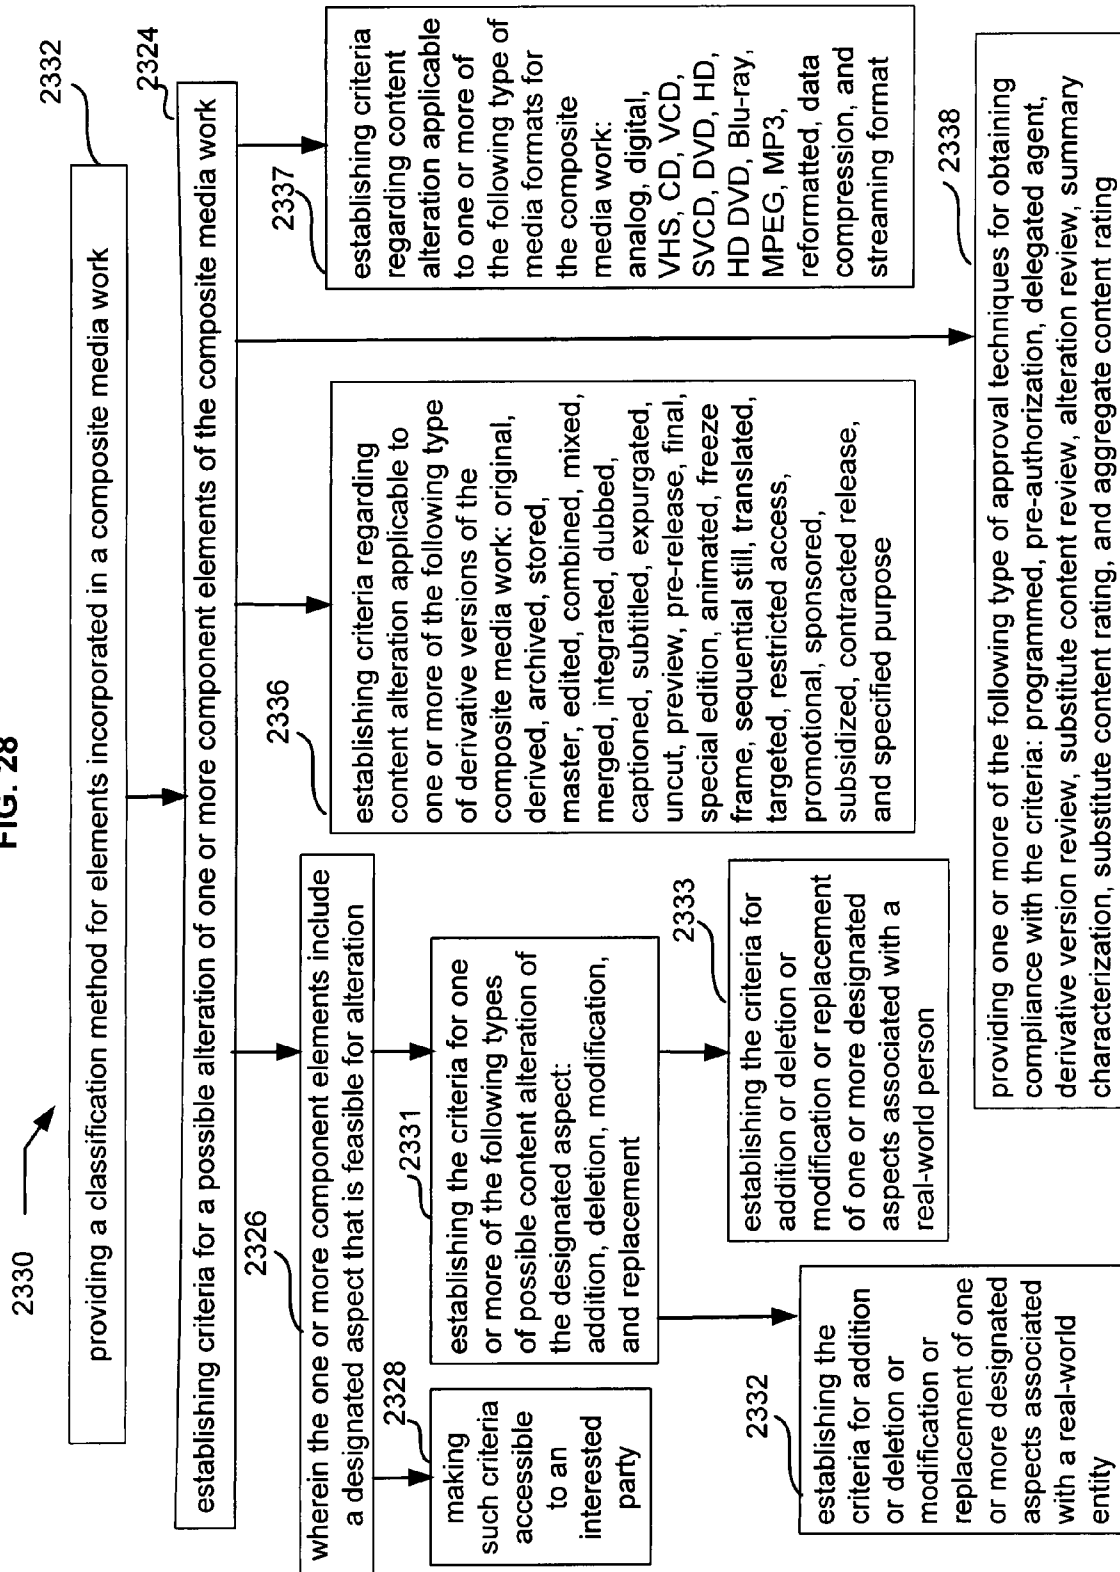 FIG. 28
2330
2332
providing a classification method for elements incorporated in a composite media work
2324
establishing criteria for a possible alteration of one or more component elements of the composite media work
2326
wherein the one or more component elements include
a designated aspect that is feasible for alteration
2328
making
such criteria
accessible
to an
interested
party
2331
establishing the criteria for one
or more of the following types
of possible content alteration of
the designated aspect:
addition, deletion, modification,
and replacement
2332
establishing the
criteria for addition
or deletion or
modification or
replacement of one
or more designated
aspects associated
with a real-world
entity
2333
establishing the criteria for
addition or deletion or
modification or replacement
of one or more designated
aspects associated with a
real-world person
2336
establishing criteria regarding
content alteration applicable to
one or more of the following type
of derivative versions of the
composite media work: original,
derived, archived, stored,
master, edited, combined, mixed,
merged, integrated, dubbed,
captioned, subtitled, expurgated,
uncut, preview, pre-release, final,
special edition, animated, freeze
frame, sequential still, translated,
targeted, restricted access,
promotional, sponsored,
subsidized, contracted release,
and specified purpose
2337
establishing criteria
regarding content
alteration applicable
to one or more of
the following type of
media formats for
the composite
media work:
analog, digital,
VHS, CD, VCD,
SVCD, DVD, HD,
HD DVD, Blu-ray,
MPEG, MP3,
reformatted, data
compression, and
streaming format
2338
providing one or more of the following type of approval techniques for obtaining
compliance with the criteria: programmed, pre-authorization, delegated agent,
derivative version review, substitute content review, alteration review, summary
characterization, substitute content rating, and aggregate content rating